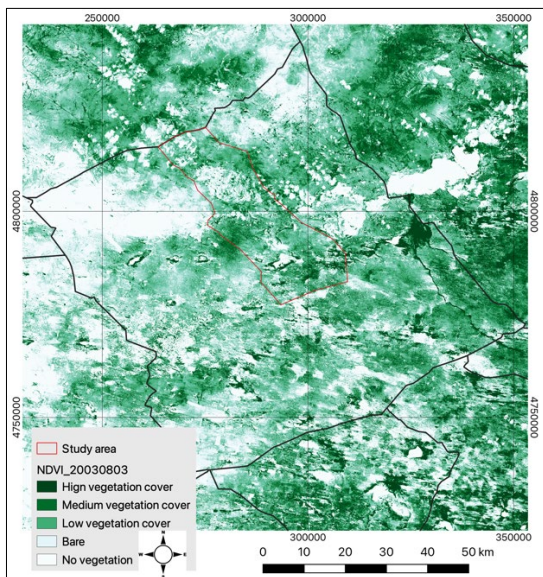 250000 300000 350000
4800000 4800000
4750000 4750000
Study area
NDVI_20030803
Hign vegetation cover
Medium vegetation cover
Low vegetation cover
Bare
No vegetation
300000 350000
0 10 20 30 40 50 km